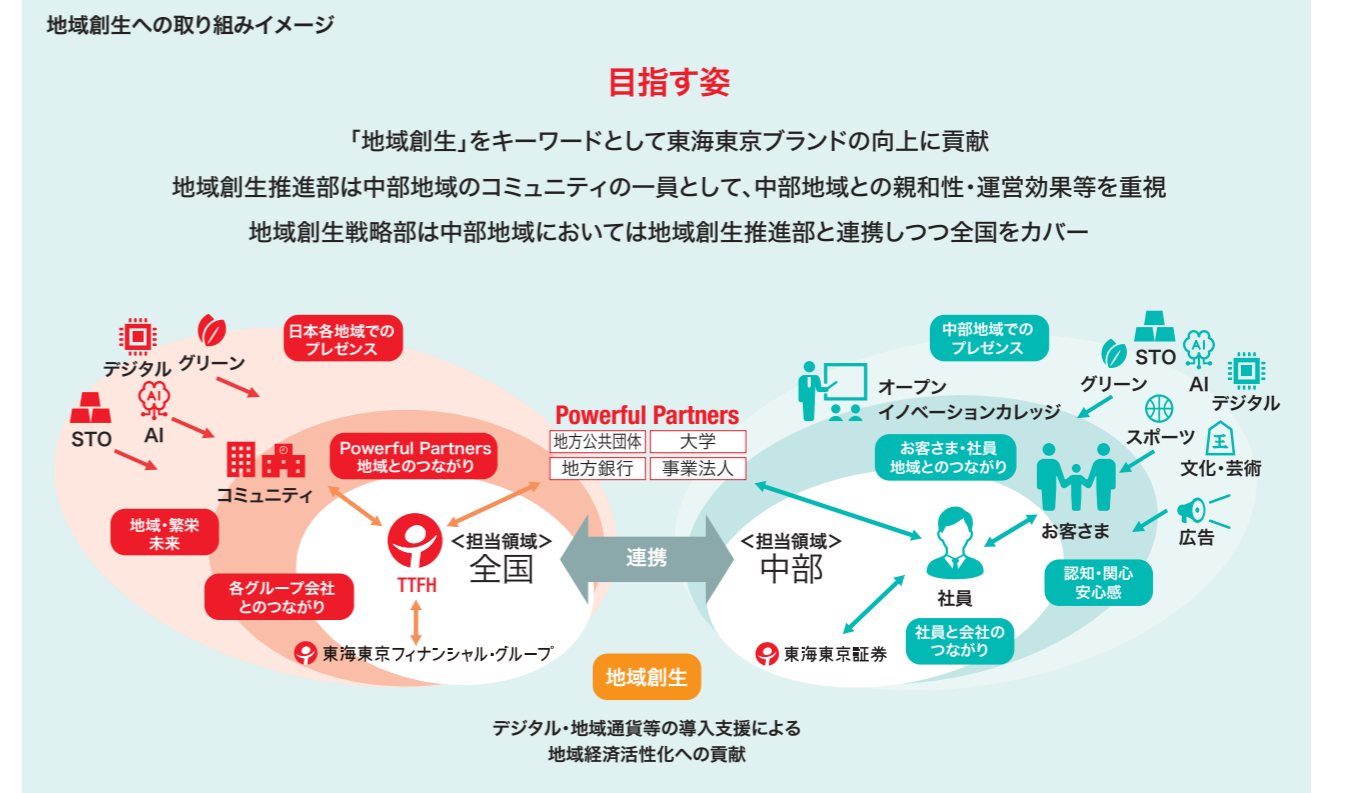 地域創生への取り組みイメージ
目指す姿
「地域創生」をキーワードとして東海東京ブランドの向上に貢献
地域創生推進部は中部地域のコミュニティの一員として、中部地域との親和性・運営効果等を重視
地域創生戦略部は中部地域においては地域創生推進部と連携しつつ全国をカバー
日本各地域での
プレゼンス
デジタル
グリーン
AI
STO
AI
コミュニティ
Powerful Partners
地域とのつながり
地域・繁栄
未来
各グループ会社
とのつながり
TTFH
<担当領域>
全国
東海東京フィナンシャル・グループ
Powerful Partners
地方公共団体
大学
地方銀行
事業法人
連携
地域創生
デジタル・地域通貨等の導入支援による
地域経済活性化への貢献
中部地域での
プレゼンス
オープン
イノベーションカレッジ
お客さま・社員
地域とのつながり
STO
グリーン
AI
AI
デジタル
スポーツ
王
文化・芸術
広告
お客さま
認知・関心
安心感
<担当領域>
中部
社員
社員と会社の
つながり
東海東京証券